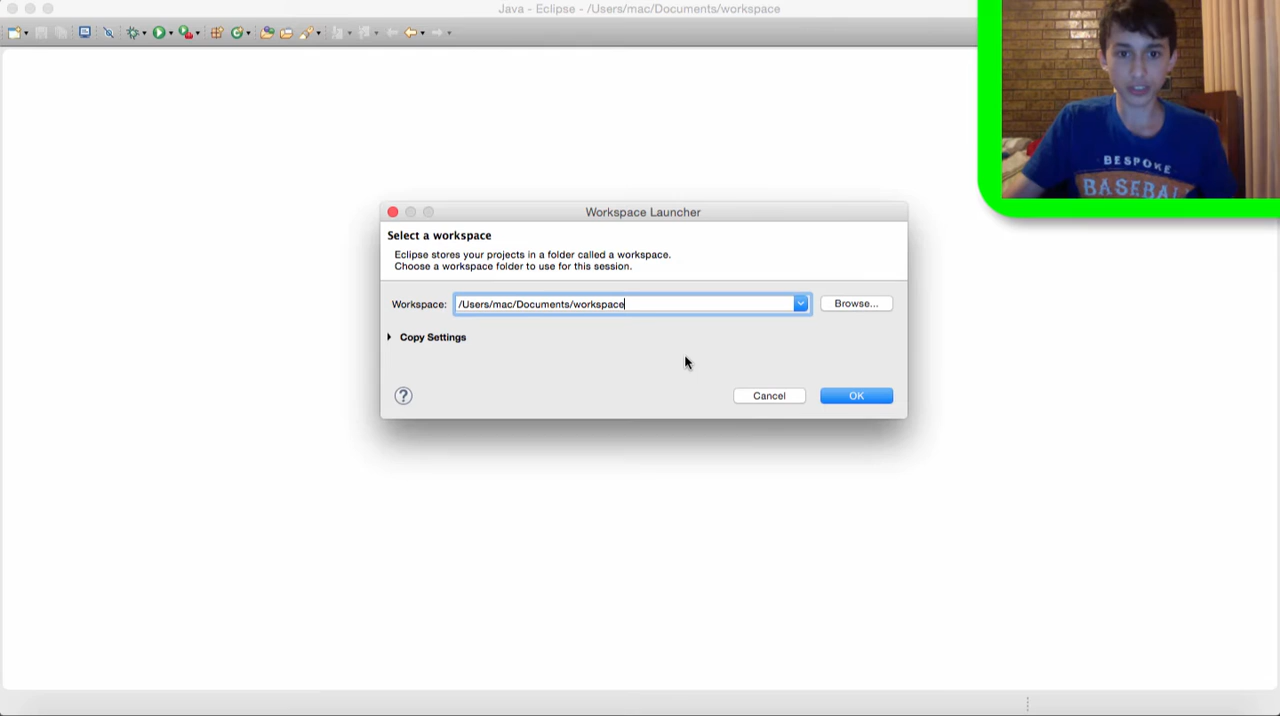 Java - Eclipse - /Users/mac/Documents/workspace
BESPOKE
BASEBAL
Workspace Launcher
Select a workspace
Eclipse stores your projects in a folder called a workspace.
Choose a workspace folder to use for this session.
Workspace: /Users/mac/Documents/workspace Browse...
Copy Settings
? Cancel OK